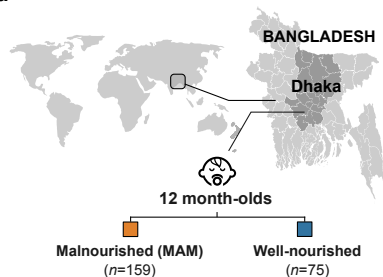 BANGLADESH
Dhaka
12 month-olds
Malnourished (MAM)
(n=159)
Well-nourished
(n=75)